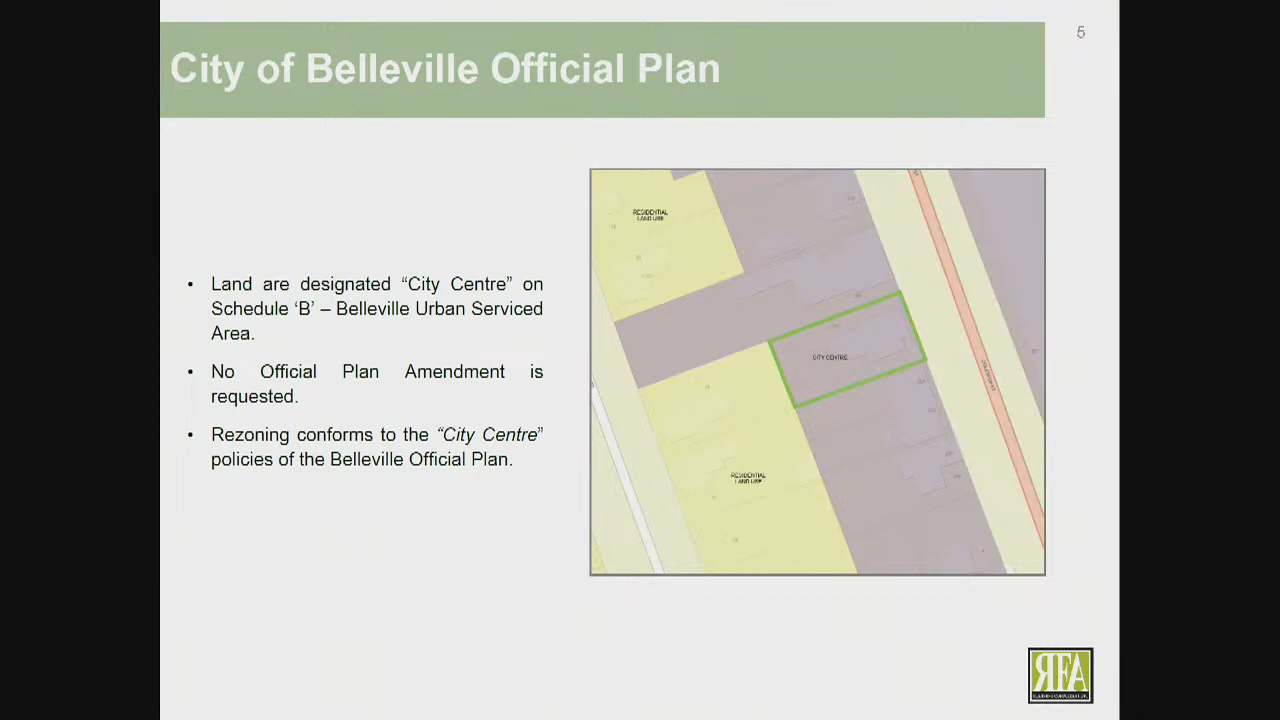 5
City of Belleville Official Plan
• Land are designated “City Centre” on
Schedule ‘B’ – Belleville Urban Serviced
Area.
• No Official Plan Amendment is
requested.
• Rezoning conforms to the “City Centre”
policies of the Belleville Official Plan.
RESIDENTIAL
LAND USE
CITY CENTRE
RESIDENTIAL
LAND USE
RFA